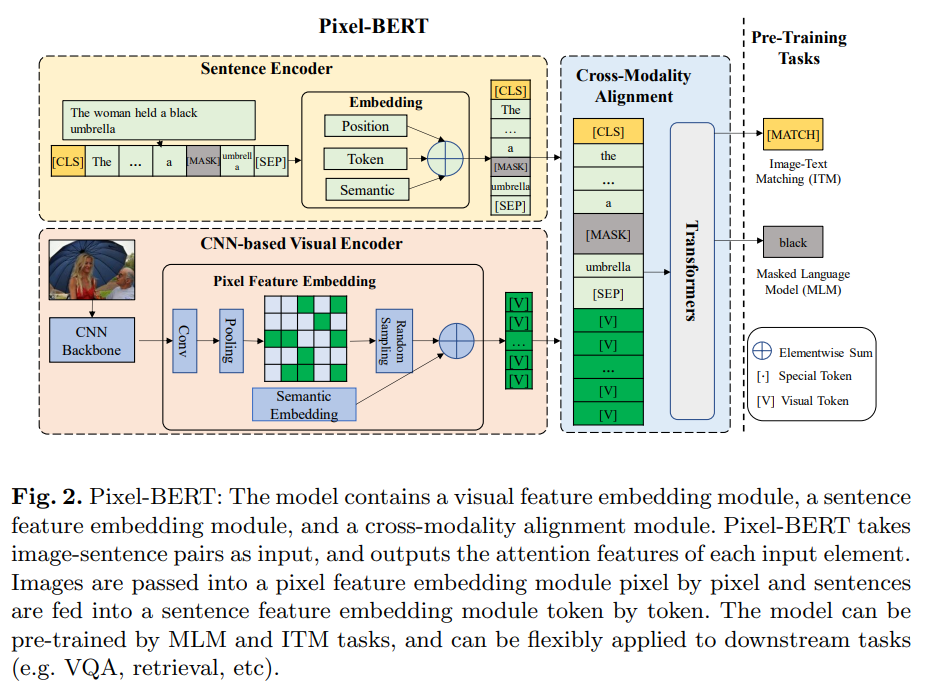 Pixel-BERT
Sentence Encoder
The woman held a black
umbrella
[CLS] The ... a [MASK] umbrell
a [SEP]
Embedding
Position
Token
Semantic
[CLS]
The
...
a
[MASK]
umbrella
[SEP]
CNN-based Visual Encoder
CNN
Backbone
Pixel Feature Embedding
Conv
Pooling
Random
Sampling
Semantic
Embedding
[V]
[V]
...
[V]
[V]
Cross-Modality
Alignment
[CLS]
the
...
a
[MASK]
umbrella
[SEP]
[V]
[V]
...
[V]
[V]
Transformers
Pre-Training
Tasks
[MATCH]
Image-Text
Matching (ITM)
black
Masked Language
Model (MLM)
Elementwise Sum
[·] Special Token
[V] Visual Token
Fig. 2. Pixel-BERT: The model contains a visual feature embedding module, a sentence
feature embedding module, and a cross-modality alignment module. Pixel-BERT takes
image-sentence pairs as input, and outputs the attention features of each input element.
Images are passed into a pixel feature embedding module pixel by pixel and sentences
are fed into a sentence feature embedding module token by token. The model can be
pre-trained by MLM and ITM tasks, and can be flexibly applied to downstream tasks
(e.g. VQA, retrieval, etc).